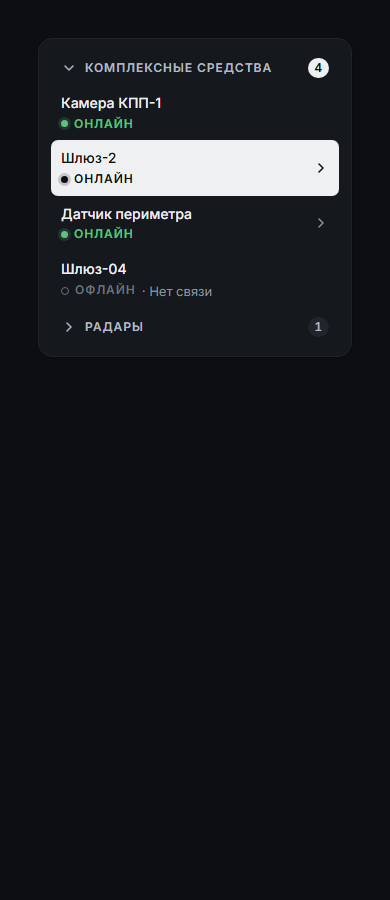 КОМПЛЕКСНЫЕ СРЕДСТВА 4
Камера КПП-1
ОНЛАЙН
Шлюз-2
ОНЛАЙН
Датчик периметра
ОНЛАЙН
Шлюз-04
ОФЛАЙН · Нет связи
РАДАРЫ 1